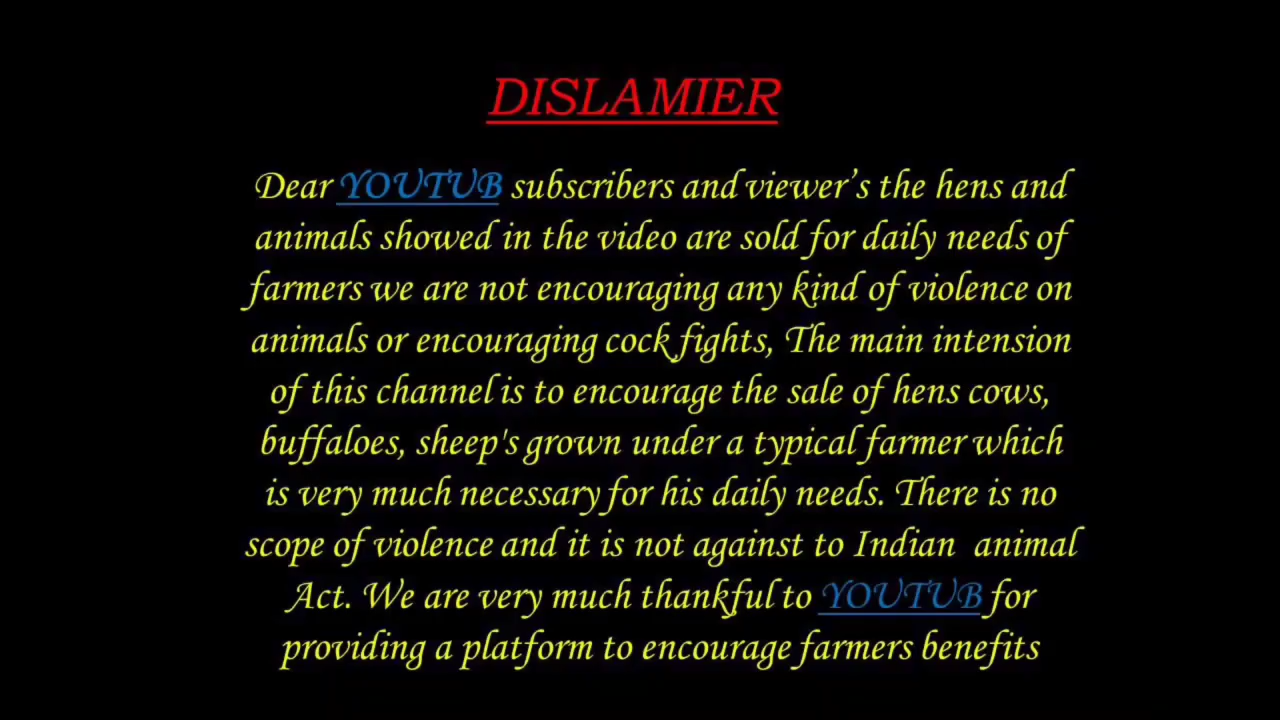 DISLAMIER
Dear YOUTUB subscribers and viewer’s the hens and
animals showed in the video are sold for daily needs of
farmers we are not encouraging any kind of violence on
animals or encouraging cock fights, The main intension
of this channel is to encourage the sale of hens cows,
buffaloes, sheep's grown under a typical farmer which
is very much necessary for his daily needs. There is no
scope of violence and it is not against to Indian  animal
Act. We are very much thankful to YOUTUB for
providing a platform to encourage farmers benefits